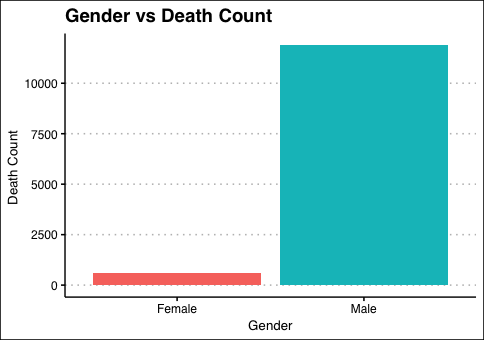 Gender vs Death Count
Death Count
10000
7500
5000
2500
0
Female Male
Gender